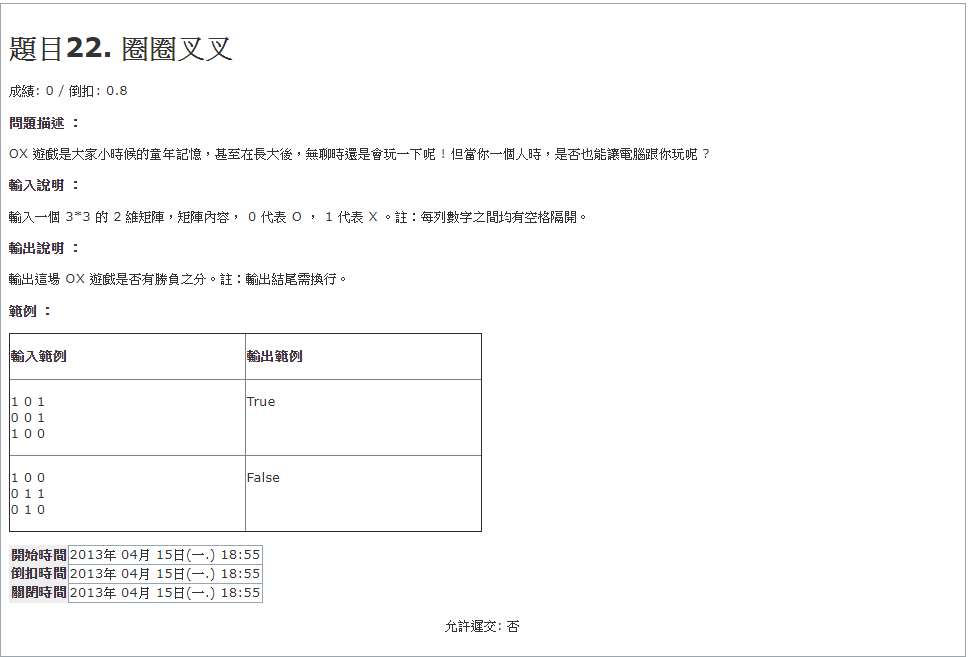 題目22. 圈圈叉叉
成績: 0 / 倒扣: 0.8
問題描述 ：
OX 遊戲是大家小時候的童年記憶，甚至在長大後，無聊時還是會玩一下呢！但當你一個人時，是否也能讓電腦跟你玩呢？
輸入說明 ：
輸入一個 3*3 的 2 維矩陣，矩陣內容， 0 代表 O ， 1 代表 X 。註：每列數字之間均有空格隔開。
輸出說明 ：
輸出這場 OX 遊戲是否有勝負之分。註：輸出結尾需換行。
範例 ：
輸入範例 輸出範例
1 0 1 True
0 0 1
1 0 0
1 0 0 False
0 1 1
0 1 0
開始時間 2013年 04月 15日(一.) 18:55
倒扣時間 2013年 04月 15日(一.) 18:55
關閉時間 2013年 04月 15日(一.) 18:55
允許遲交: 否